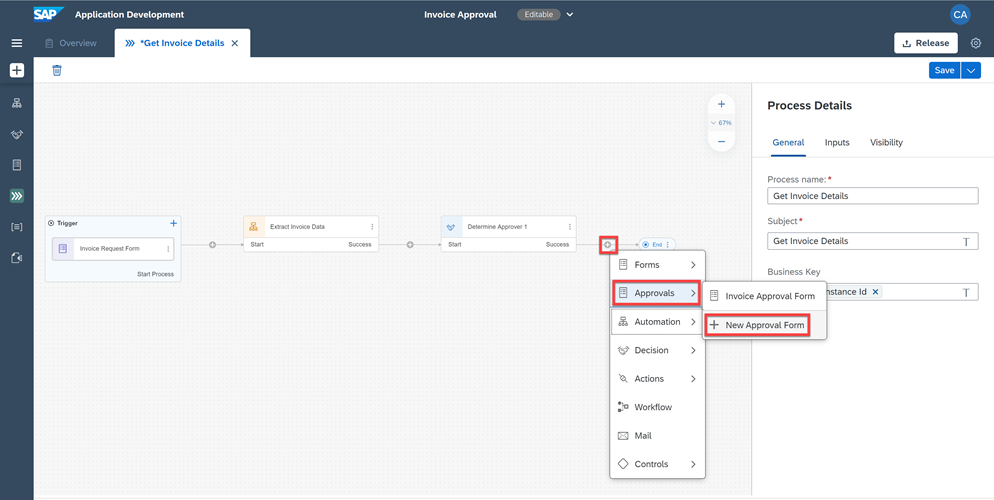 SAP
Application Development
Invoice Approval
Editable
CA
Overview
*Get Invoice Details
Release
Save
67%
Process Details
General
Inputs
Visibility
Process name:*
Get Invoice Details
Subject:*
Get Invoice Details
Business Key
nstance Id
Trigger
Invoice Request Form
Start Process
Extract Invoice Data
Start
Success
Determine Approver 1
Start
Success
End
Forms
Approvals
Automation
Decision
Actions
Workflow
Mail
Controls
Invoice Approval Form
New Approval Form